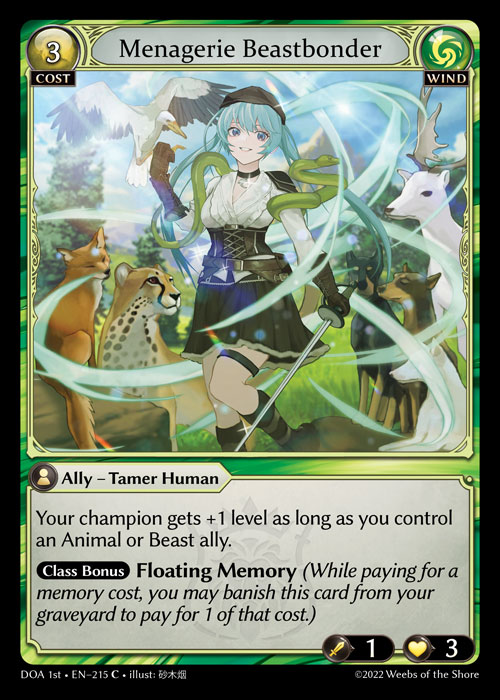 3
Menagerie Beastbonder
COST
WIND
Ally – Tamer Human
Your champion gets +1 level as long as you control
an Animal or Beast ally.
Class Bonus Floating Memory (While paying for a
memory cost, you may banish this card from your
graveyard to pay for 1 of that cost.)
1
3
DOA 1st • EN–215 C • illust: 砂木烟
©2022 Weebs of the Shore